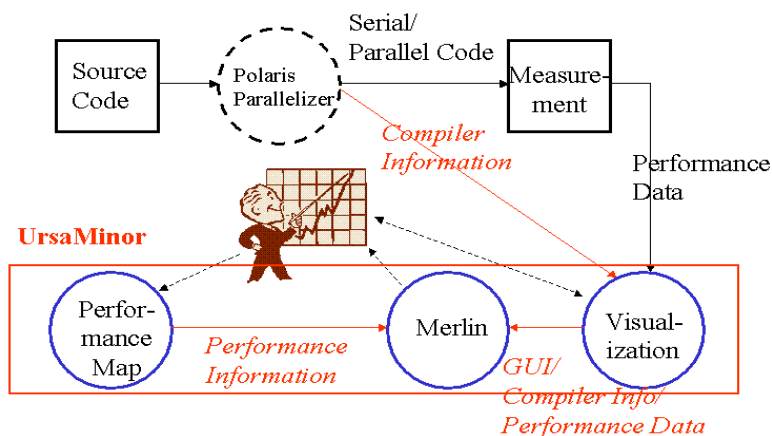 Serial/
Parallel Code
Source
Code
Polaris
Parallelizer
Measure-
ment
Compiler
Information
Performance
Data
UrsaMinor
Perfor-
mance
Map
Performance
Information
Merlin
Visual-
ization
GUI/
Compiler Info/
Performance Data